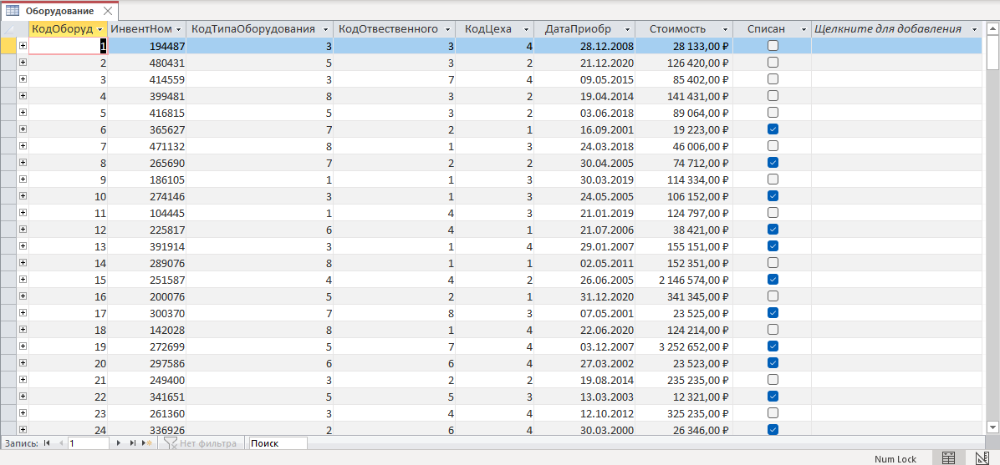 Оборудование
КодОборуд ИнвентНом КодТипаОборудования КодОтвественного КодЦеха ДатаПриобр Стоимость Списан Щелкните для добавления
1 194487 3 3 4 28.12.2008 28 133,00 ₽
2 480431 5 3 2 21.12.2020 126 420,00 ₽
3 414559 3 7 4 09.05.2015 85 402,00 ₽
4 399481 8 3 2 19.04.2014 141 431,00 ₽
5 416815 5 3 2 03.06.2018 89 064,00 ₽
6 365627 7 2 1 16.09.2001 19 223,00 ₽
7 471132 8 1 3 24.03.2018 46 006,00 ₽
8 265690 7 2 2 30.04.2005 74 712,00 ₽
9 186105 1 1 3 30.03.2019 114 334,00 ₽
10 274146 3 1 3 24.05.2005 106 152,00 ₽
11 104445 1 4 3 21.01.2019 124 797,00 ₽
12 225817 6 4 1 21.07.2006 38 421,00 ₽
13 391914 3 1 4 29.01.2007 155 151,00 ₽
14 289076 8 1 1 02.05.2011 152 351,00 ₽
15 251587 4 4 2 26.06.2005 2 146 574,00 ₽
16 200076 5 2 1 31.12.2020 341 345,00 ₽
17 300370 7 8 3 07.05.2001 23 525,00 ₽
18 142028 8 1 4 22.06.2020 124 214,00 ₽
19 272699 5 7 4 03.12.2007 3 252 652,00 ₽
20 297586 6 6 4 27.03.2002 23 523,00 ₽
21 249400 3 2 2 19.08.2014 235 235,00 ₽
22 341651 5 5 3 13.03.2003 12 321,00 ₽
23 261360 3 4 4 12.10.2012 325 235,00 ₽
24 336926 2 6 4 30.03.2000 26 346,00 ₽
Запись: 1 Нет фильтра Поиск
Num Lock